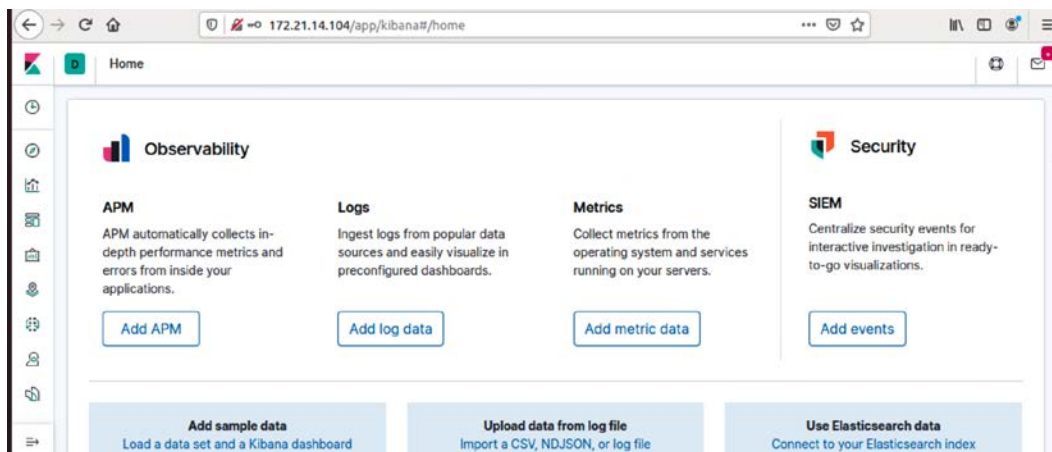 172.21.14.104/app/kibana#/home
D Home
Observability
Security
APM
APM automatically collects in-
depth performance metrics and
errors from inside your
applications.
Add APM
Logs
Ingest logs from popular data
sources and easily visualize in
preconfigured dashboards.
Add log data
Metrics
Collect metrics from the
operating system and services
running on your servers.
Add metric data
SIEM
Centralize security events for
interactive investigation in ready-
to-go visualizations.
Add events
Add sample data
Load a data set and a Kibana dashboard
Upload data from log file
Import a CSV, NDJSON, or log file
Use Elasticsearch data
Connect to your Elasticsearch index